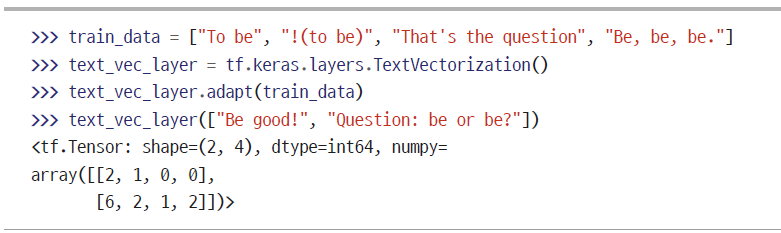 >>> train_data = ["To be", "!(to be)", "That's the question", "Be, be, be."]
>>> text_vec_layer = tf.keras.layers.TextVectorization()
>>> text_vec_layer.adapt(train_data)
>>> text_vec_layer(["Be good!", "Question: be or be?"])
<tf.Tensor: shape=(2, 4), dtype=int64, numpy=
array([[2, 1, 0, 0],
       [6, 2, 1, 2]])>